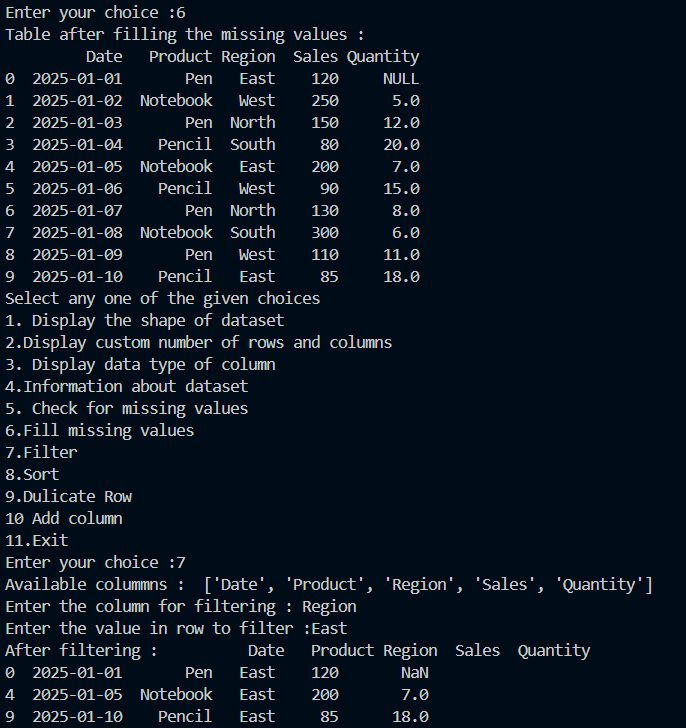 Enter your choice :6
Table after filling the missing values :
         Date   Product Region  Sales Quantity
0  2025-01-01       Pen   East    120     NULL
1  2025-01-02  Notebook   West    250      5.0
2  2025-01-03       Pen  North    150     12.0
3  2025-01-04    Pencil  South     80     20.0
4  2025-01-05  Notebook   East    200      7.0
5  2025-01-06    Pencil   West     90     15.0
6  2025-01-07       Pen  North    130      8.0
7  2025-01-08  Notebook  South    300      6.0
8  2025-01-09       Pen   West    110     11.0
9  2025-01-10    Pencil   East     85     18.0
Select any one of the given choices
1. Display the shape of dataset
2.Display custom number of rows and columns
3. Display data type of column
4.Information about dataset
5. Check for missing values
6.Fill missing values
7.Filter
8.Sort
9.Dulicate Row
10 Add column
11.Exit
Enter your choice :7
Available colummns :  ['Date', 'Product', 'Region', 'Sales', 'Quantity']
Enter the column for filtering : Region
Enter the value in row to filter :East
After filtering :          Date   Product Region  Sales  Quantity
0  2025-01-01       Pen   East    120       NaN
4  2025-01-05  Notebook   East    200       7.0
9  2025-01-10    Pencil   East     85      18.0